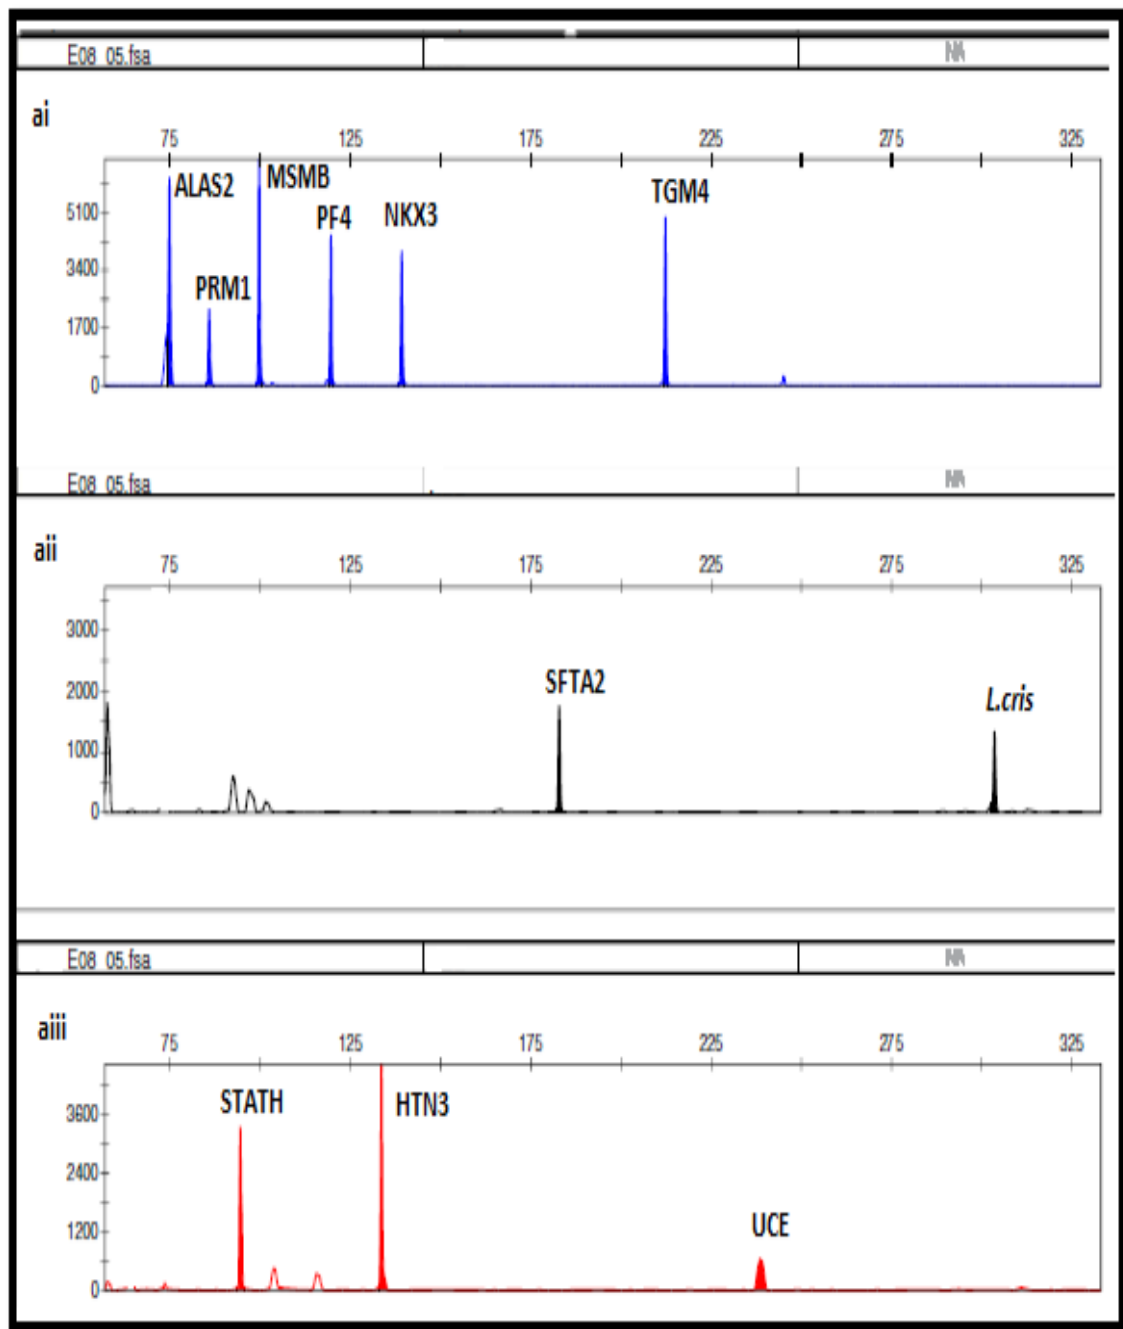 E08_05.fsa
ai
75 125 175 225 275 325
ALAS2 MSMB TGM4
PF4 NKX3
5100
3400
PRM1
1700
0
E08_05.fsa
aii
75 125 175 225 275 325
3000
SFTA2
2000
L.cris
1000
0
E08_05.fsa
aiii
75 125 175 225 275 325
STATH HTN3
3600
2400
UCE
1200
0